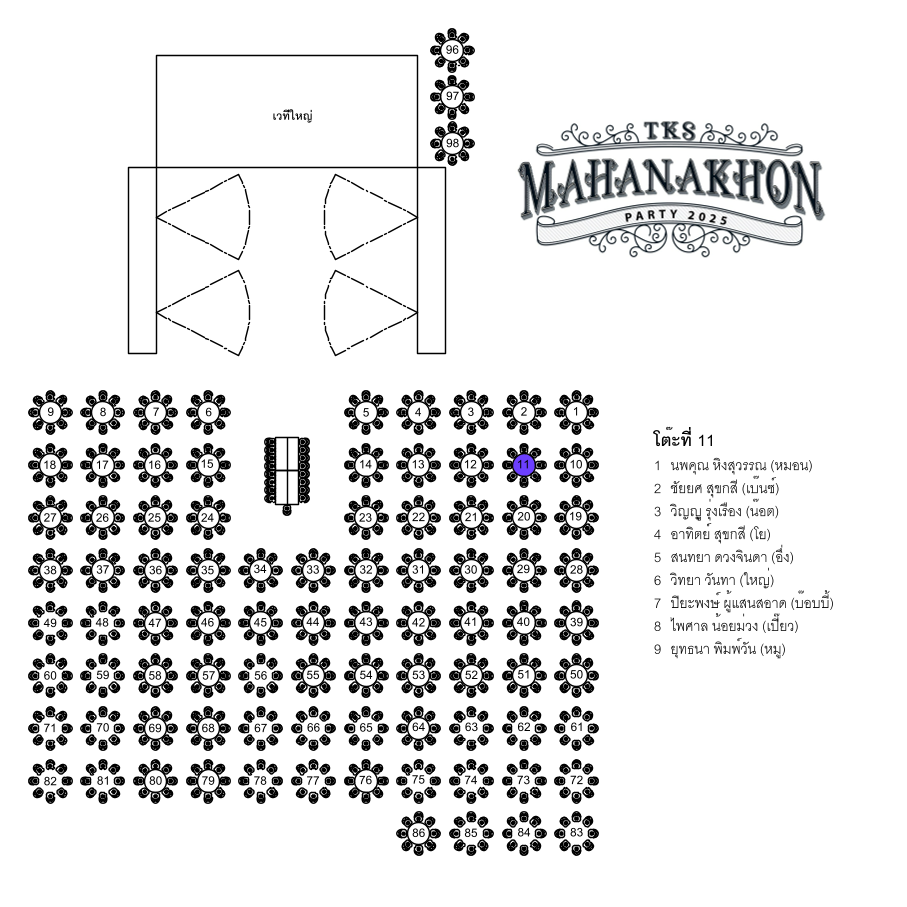 96
97
เวทีใหญ่
98
TKS
MAHANAKHON
PARTY 2025
9 8 7 6 5 4 3 2 1
18 17 16 15 14 13 12 11 10
27 26 25 24 23 22 21 20 19
38 37 36 35 34 33 32 31 30 29 28
49 48 47 46 45 44 43 42 41 40 39
60 59 58 57 56 55 54 53 52 51 50
71 70 69 68 67 66 65 64 63 62 61
82 81 80 79 78 77 76 75 74 73 72
86 85 84 83
โต๊ะที่ 11
1 นพคุณ หิงสุวรรณ (หมอน)
2 ชัยยศ สุขกสี (เบ๊นซ์)
3 วิญญู รุ่งเรือง (น๊อต)
4 อาทิตย์ สุขกสี (โย)
5 สนทยา ดวงจินดา (อึ่ง)
6 วิทยา วันทา (ใหญ่)
7 ปิยะพงษ์ ผู้แสนสอาด (บ๊อบบี้)
8 ไพศาล น้อยม่วง (เปี๊ยว)
9 ยุทธนา พิมพ์วัน (หมู)